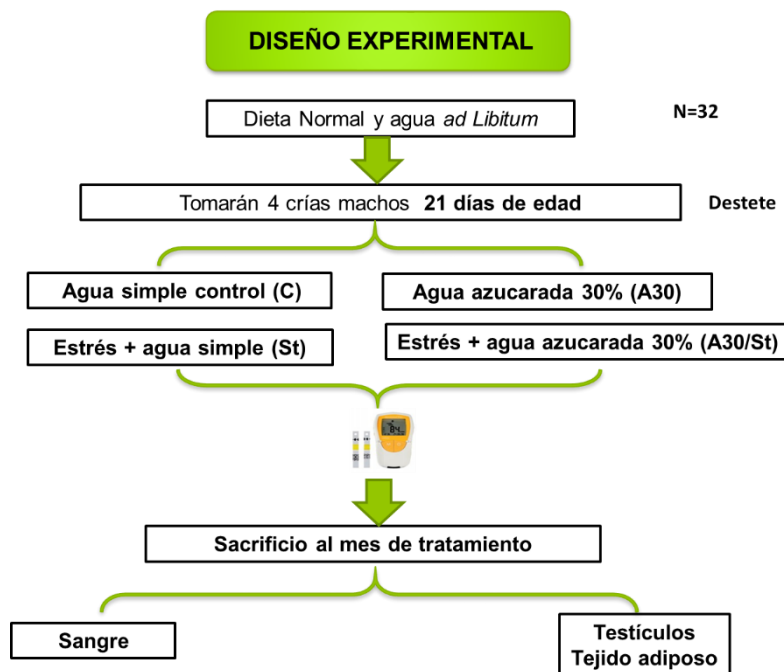 DISEÑO EXPERIMENTAL
Dieta Normal y agua ad Libitum
N=32
Tomarán 4 crías machos 21 días de edad
Destete
Agua simple control (C)
Agua azucarada 30% (A30)
Estrés + agua simple (St)
Estrés + agua azucarada 30% (A30/St)
84
Sacrificio al mes de tratamiento
Sangre
Testículos
Tejido adiposo